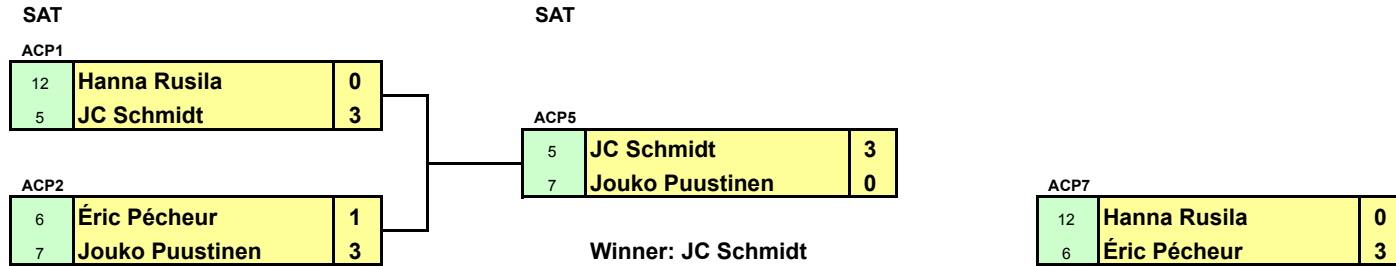 SAT SAT
ACP1
12 Hanna Rusila 0
5 JC Schmidt 3
ACP5
5 JC Schmidt 3
7 Jouko Puustinen 0
ACP2
6 Éric Pécheur 1
7 Jouko Puustinen 3
Winner: JC Schmidt
ACP7
12 Hanna Rusila 0
6 Éric Pécheur 3